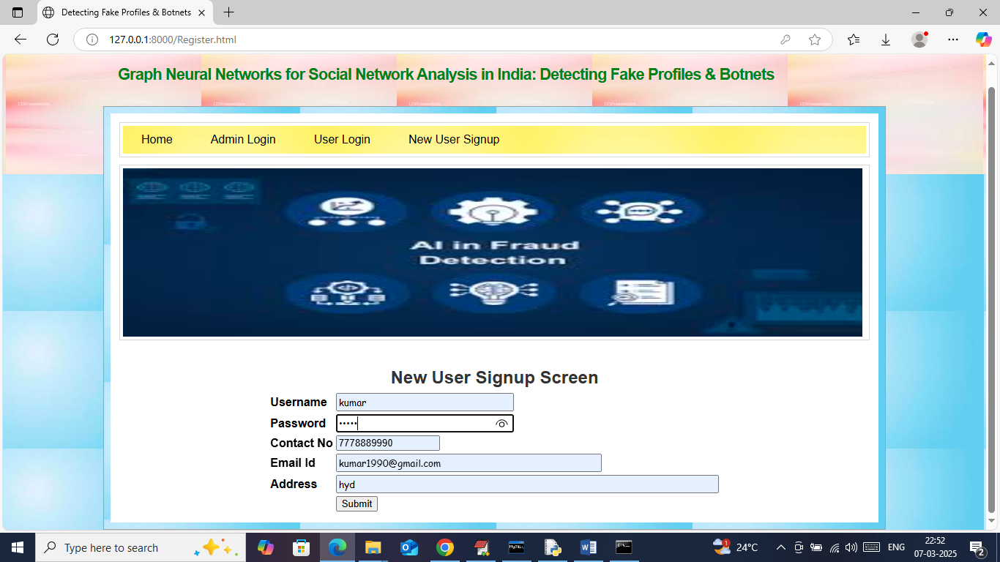 Detecting Fake Profiles & Botnets
127.0.0.1:8000/Register.html
Graph Neural Networks for Social Network Analysis in India: Detecting Fake Profiles & Botnets
Home Admin Login User Login New User Signup
AI in Fraud
Detection
New User Signup Screen
Username kumar
Password •••••
Contact No 7778889990
Email Id kumar1990@gmail.com
Address hyd
Submit
Type here to search
1 24°C ENG 22:52
07-03-2025 2